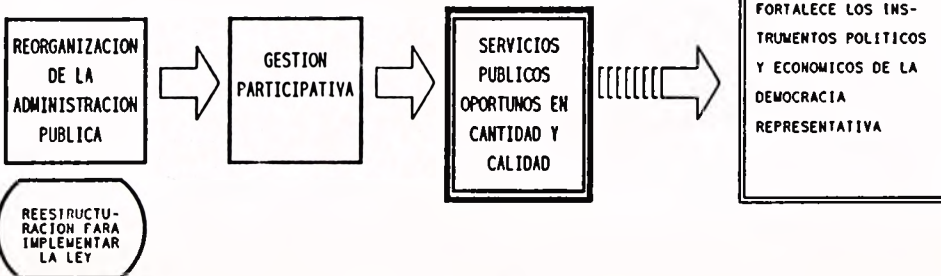 REORGANIZACION
DE LA
ADMINISTRACION
PUBLICA
GESTION
PARTICIPATIVA
SERVICIOS
PUBLICOS
OPORTUNOS EN
CANTIDAD Y
CALIDAD
FORTALECE LOS INS-
TRUMENTOS POLITICOS
Y ECONOMICOS DE LA
DEMOCRACIA
REPRESENTATIVA
REESTRUCTU-
RACION FARA
IMPLEMENTAR
LA LEY